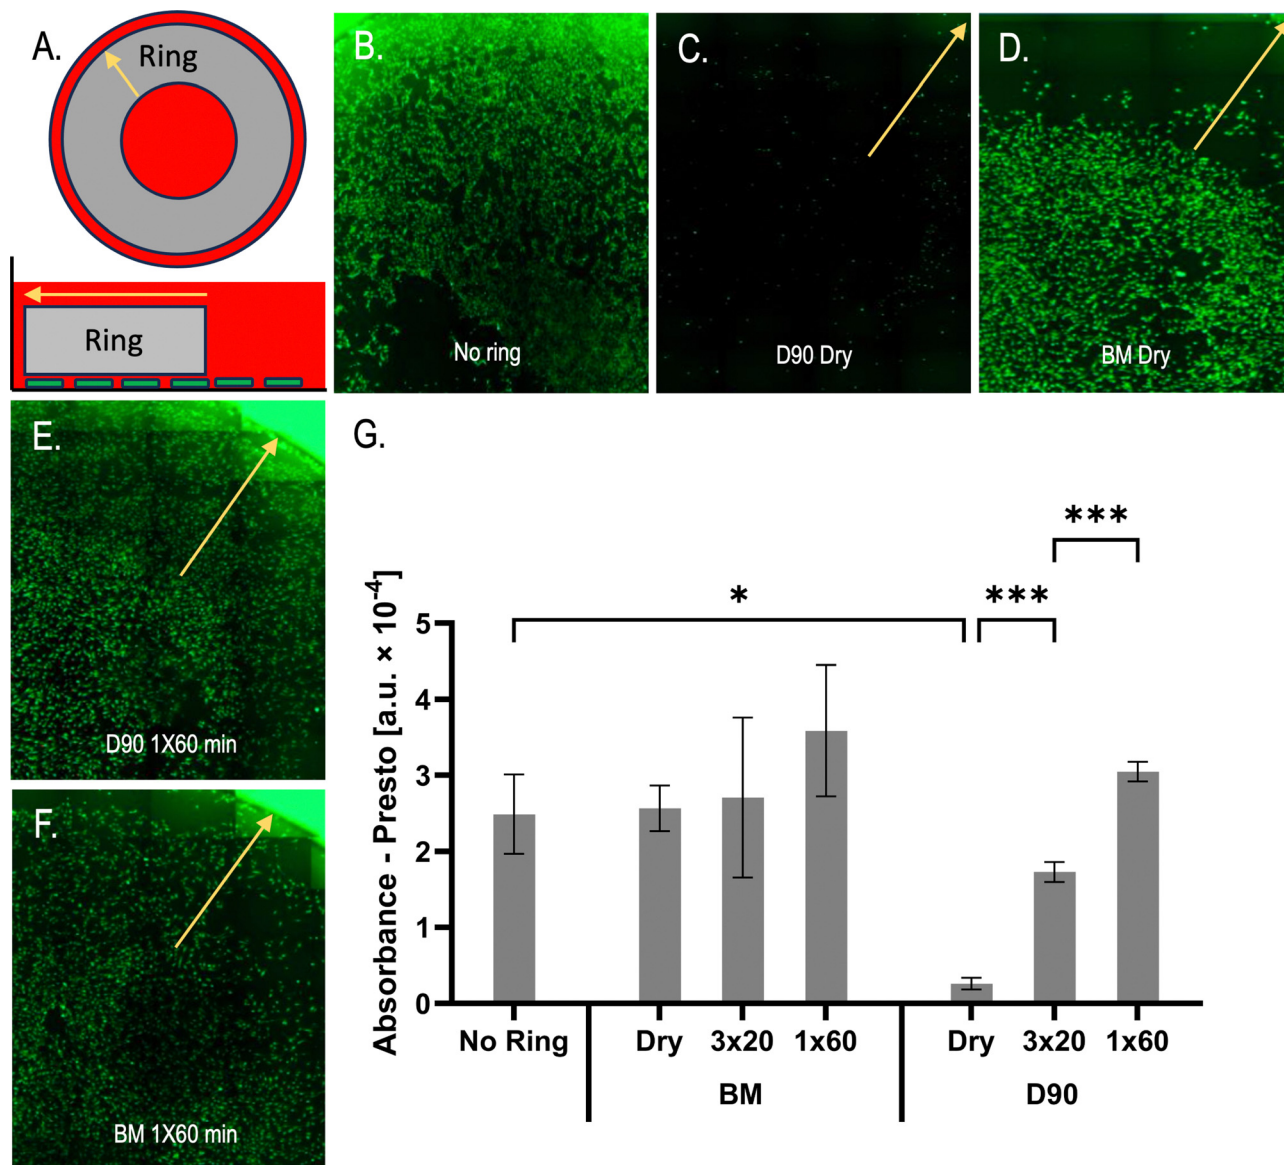 A.
Ring
Ring
B.
No ring
C.
D90 Dry
D.
BM Dry
E.
D90 1X60 min
F.
BM 1X60 min
G.
Absorbance - Presto [a.u. × 10⁻⁴]
5
4
3
2
1
0
*
***
***
No Ring
Dry 3x20 1x60
Dry 3x20 1x60
BM
D90